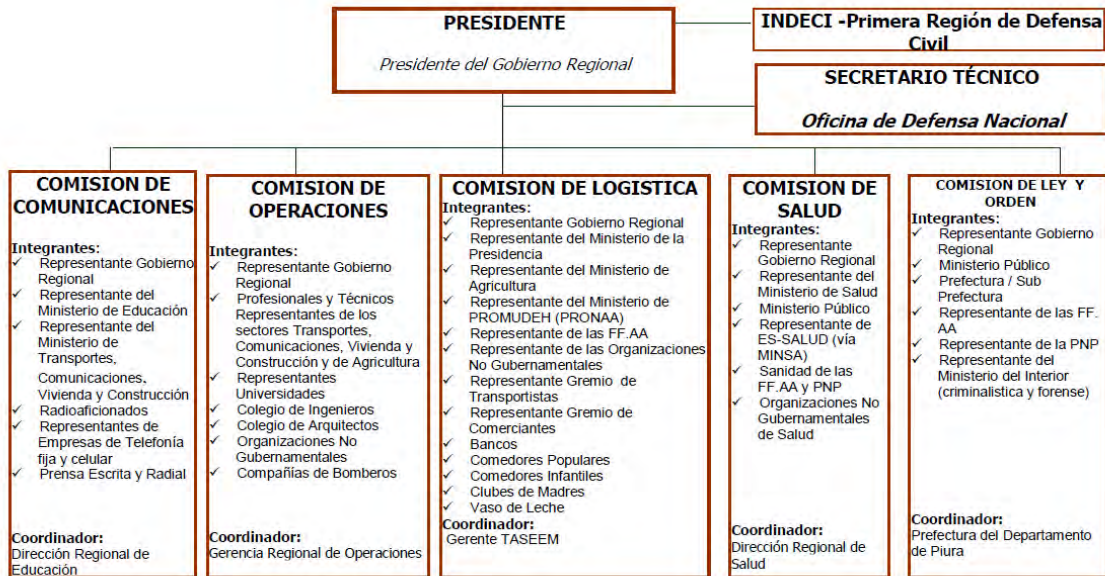 PRESIDENTE
Presidente del Gobierno Regional
INDECI -Primera Región de Defensa
Civil
SECRETARIO TÉCNICO
Oficina de Defensa Nacional
COMISION DE
COMUNICACIONES
Integrantes:
✓ Representante Gobierno
Regional
✓ Representante del
Ministerio de Educación
✓ Representante del
Ministerio de
Transportes,
Comunicaciones,
Vivienda y Construcción
✓ Radioaficionados
✓ Representantes de
Empresas de Telefonía
fija y celular
✓ Prensa Escrita y Radial
Coordinador:
Dirección Regional de
Educación
COMISION DE
OPERACIONES
Integrantes:
✓ Representante Gobierno
Regional
✓ Profesionales y Técnicos
Representantes de los
sectores Transportes,
Comunicaciones, Vivienda y
Construcción y de Agricultura
✓ Representantes
Universidades
✓ Colegio de Ingenieros
✓ Colegio de Arquitectos
✓ Organizaciones No
Gubernamentales
✓ Compañías de Bomberos
Coordinador:
Gerencia Regional de Operaciones
COMISION DE LOGISTICA
Integrantes:
✓ Representante Gobierno Regional
✓ Representante del Ministerio de la
Presidencia
✓ Representante del Ministerio de
Agricultura
✓ Representante del Ministerio de
PROMUDEH (PRONAA)
✓ Representante de las FF.AA
✓ Representante de las Organizaciones
No Gubernamentales
✓ Representante Gremio de
Transportistas
✓ Representante Gremio de
Comerciantes
✓ Bancos
✓ Comedores Populares
✓ Comedores Infantiles
✓ Clubes de Madres
✓ Vaso de Leche
Coordinador:
Gerente TASEEM
COMISION DE
SALUD
Integrantes:
✓ Representante
Gobierno Regional
✓ Representante del
Ministerio de Salud
✓ Ministerio Público
✓ Representante de
ES-SALUD (vía
MINSA)
✓ Sanidad de las
FF.AA y PNP
✓ Organizaciones No
Gubernamentales
de Salud
Coordinador:
Dirección Regional de
Salud
COMISION DE LEY Y
ORDEN
Integrantes:
✓ Representante Gobierno
Regional
✓ Ministerio Público
✓ Prefectura / Sub
Prefectura
✓ Representante de las FF.
AA
✓ Representante de la PNP
✓ Representante del
Ministerio del Interior
(criminalistica y forense)
Coordinador:
Prefectura del Departamento
de Piura